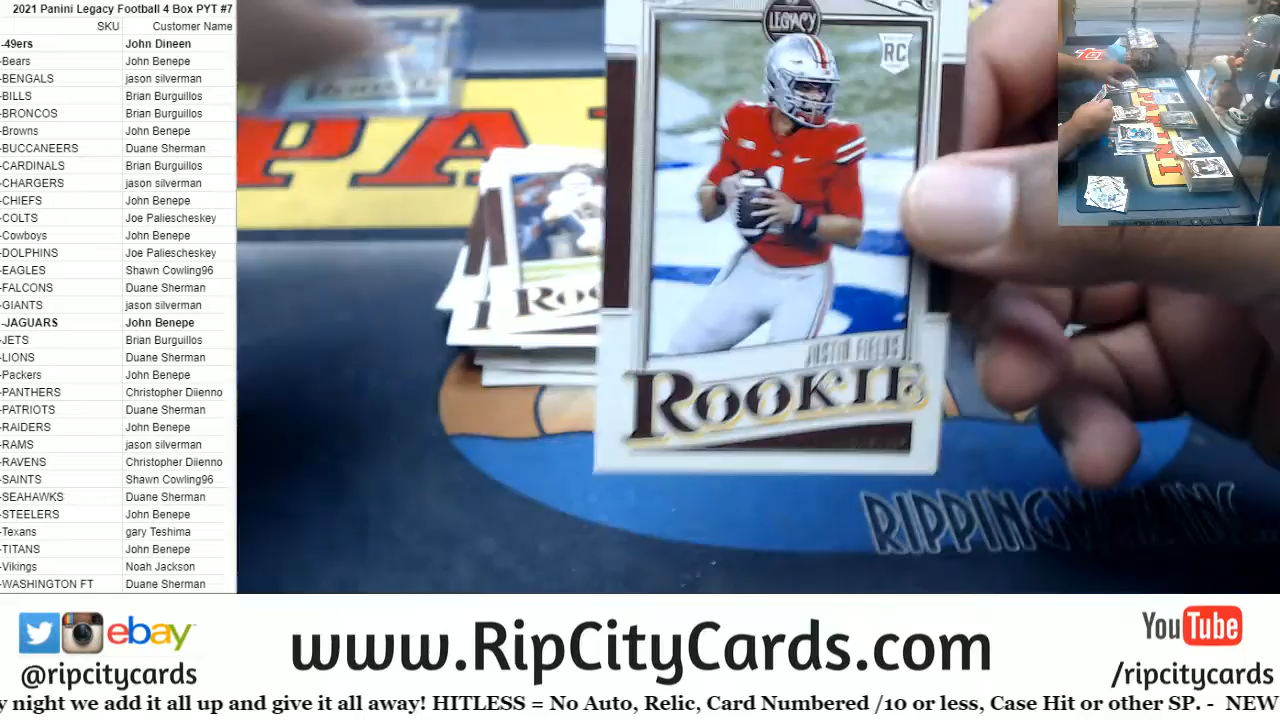 2021 Panini Legacy Football 4 Box PYT #7
SKU Customer Name
-49ers John Dineen
-Bears John Benepe
-BENGALS jason silverman
-BILLS Brian Burguillos
-BRONCOS Brian Burguillos
-Browns John Benepe
-BUCCANEERS Duane Sherman
-CARDINALS Brian Burguillos
-CHARGERS jason silverman
-CHIEFS John Benepe
-COLTS Joe Paliescheskey
-Cowboys John Benepe
-DOLPHINS Joe Paliescheskey
-EAGLES Shawn Cowling96
-FALCONS Duane Sherman
-GIANTS jason silverman
-JAGUARS John Benepe
-JETS Brian Burguillos
-LIONS Duane Sherman
-Packers John Benepe
-PANTHERS Christopher Diienno
-PATRIOTS Duane Sherman
-RAIDERS John Benepe
-RAMS jason silverman
-RAVENS Christopher Diienno
-SAINTS Shawn Cowling96
-SEAHAWKS Duane Sherman
-STEELERS John Benepe
-Texans gary Teshima
-TITANS John Benepe
-Vikings Noah Jackson
-WASHINGTON FT Duane Sherman
LEGACY
RC
JUSTIN FIELDS
ROOKIE
PA
ROO
ebay
@ripcitycards
www.RipCityCards.com
YouTube
/ripcitycards
y night we add it all up and give it all away! HITLESS = No Auto, Relic, Card Numbered /10 or less, Case Hit or other SP. - NEW